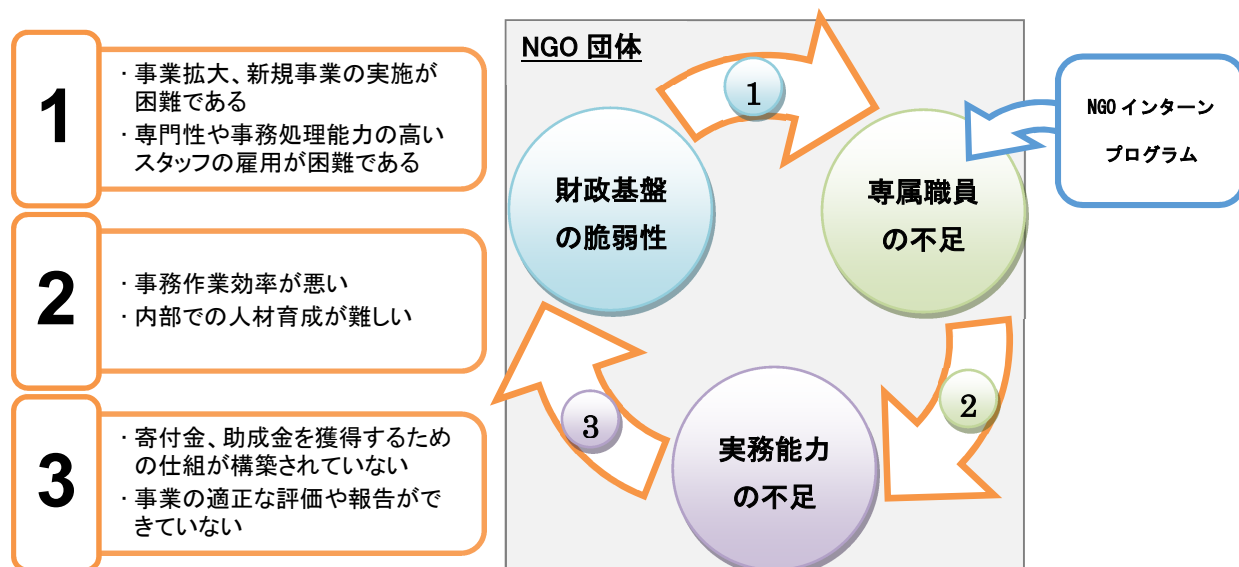 1
・事業拡大、新規事業の実施が
困難である
・専門性や事務処理能力の高い
スタッフの雇用が困難である
2
・事務作業効率が悪い
・内部での人材育成が難しい
3
・寄付金、助成金を獲得するため
の仕組が構築されていない
・事業の適正な評価や報告がで
きていない
NGO 団体
1
財政基盤
の脆弱性
専属職員
の不足
2
3
実務能力
の不足
NGO インターン
プログラム